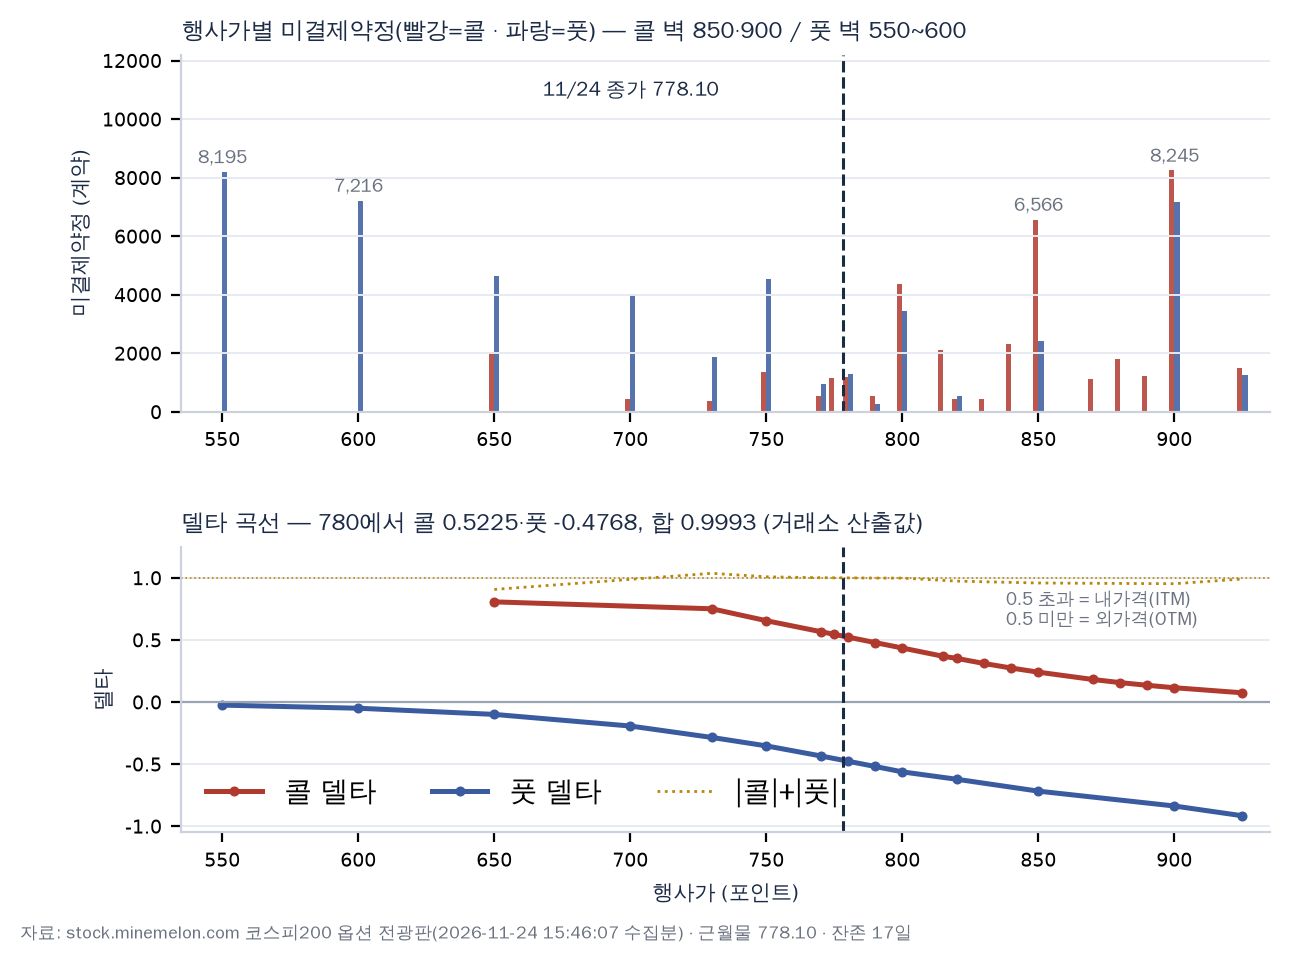 행사가별 미결제약정(빨강=콜 · 파랑=풋) — 콜 벽 850·900 / 풋 벽 550~600
미결제약정 (계약)
12000
10000
8000
6000
4000
2000
0
11/24 종가 778.10
8,195
7,216
6,566
8,245
550 600 650 700 750 800 850 900
델타 곡선 — 780에서 콜 0.5225·풋 -0.4768, 합 0.9993 (거래소 산출값)
델타
1.0
0.5
0.0
-0.5
-1.0
0.5 초과 = 내가격(ITM)
0.5 미만 = 외가격(OTM)
콜 델타 풋 델타 |콜|+|풋|
550 600 650 700 750 800 850 900
행사가 (포인트)
자료: stock.minemelon.com 코스피200 옵션 전광판(2026-11-24 15:46:07 수집분) · 근월물 778.10 · 잔존 17일